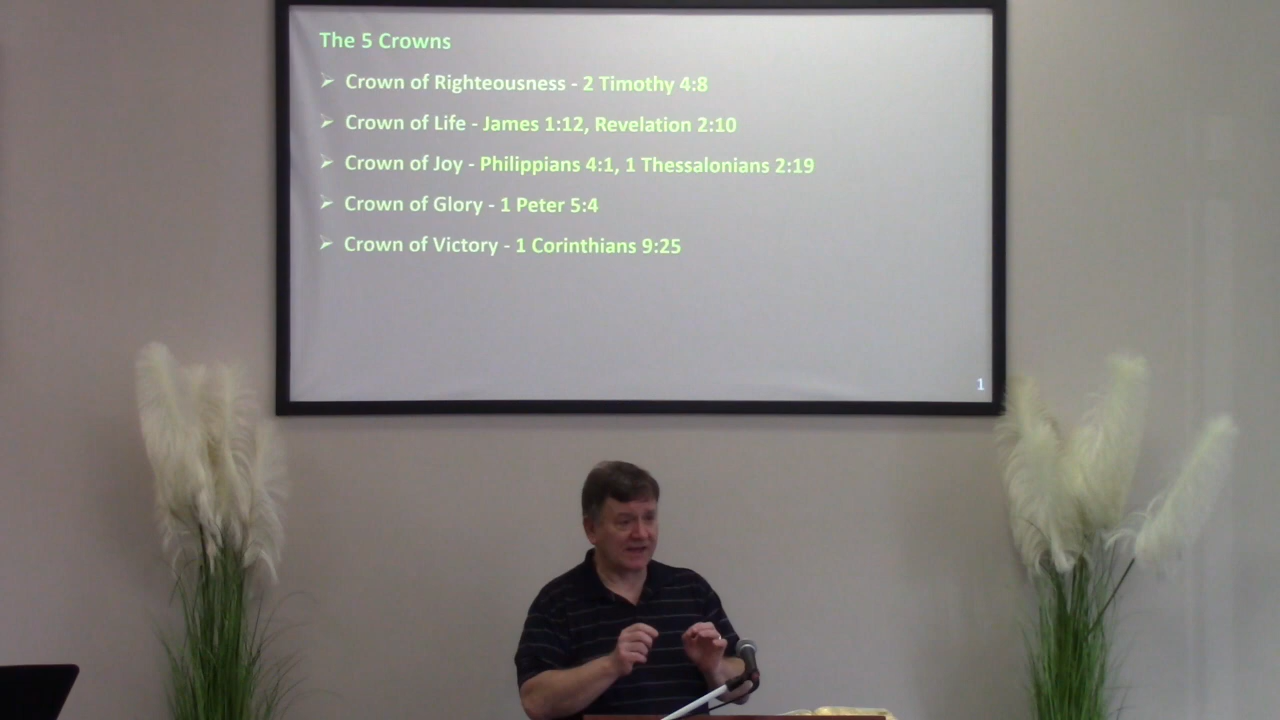 The 5 Crowns
➢ Crown of Righteousness - 2 Timothy 4:8
➢ Crown of Life - James 1:12, Revelation 2:10
➢ Crown of Joy - Philippians 4:1, 1 Thessalonians 2:19
➢ Crown of Glory - 1 Peter 5:4
➢ Crown of Victory - 1 Corinthians 9:25
1